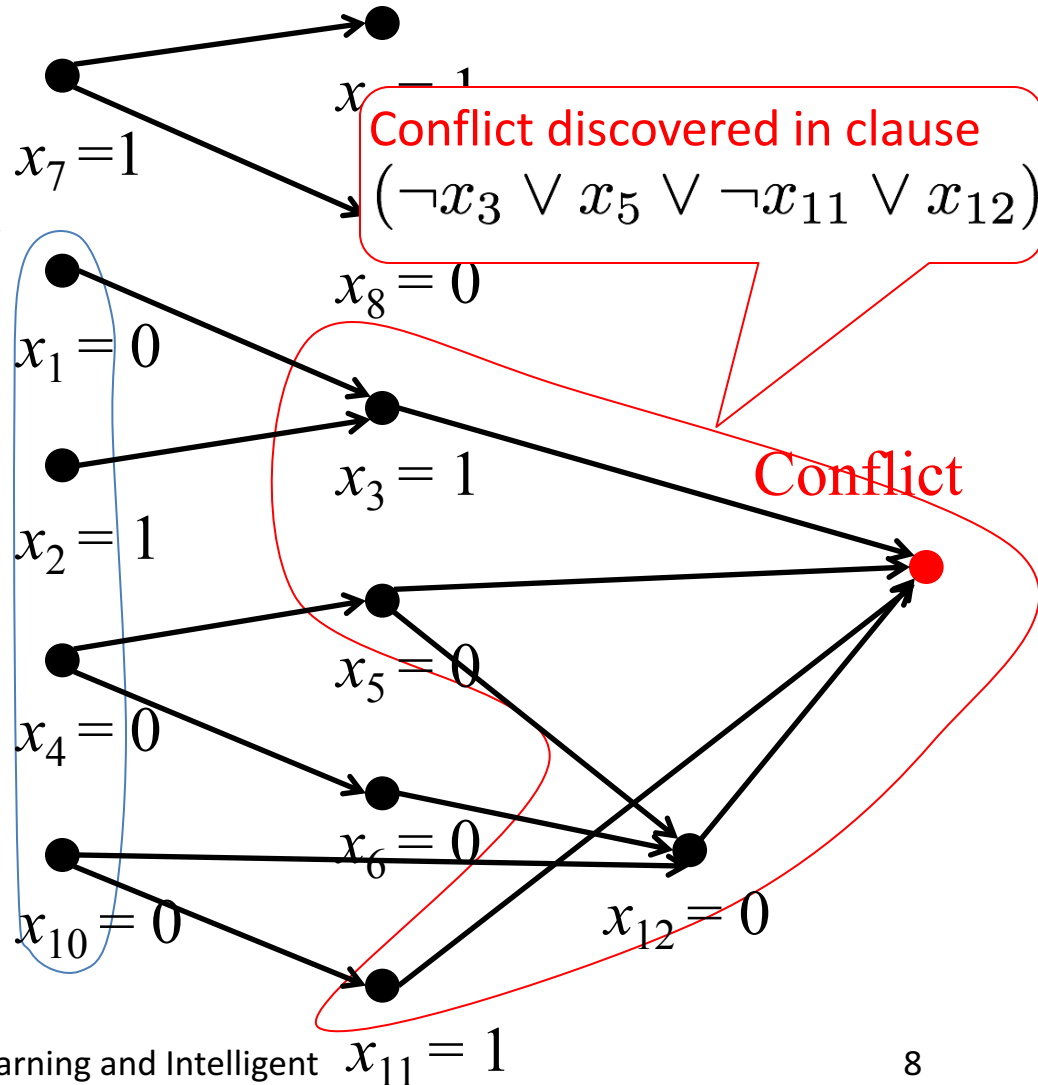 x = 1
x₇ = 1
Conflict discovered in clause
(¬x₃ ∨ x₅ ∨ ¬x₁₁ ∨ x₁₂)
x₈ = 0
x₁ = 0
x₃ = 1
Conflict
x₂ = 1
x₅ = 0
x₄ = 0
x₆ = 0
x₁₀ = 0
x₁₂ = 0
x₁₁ = 1
arning and Intelligent
8